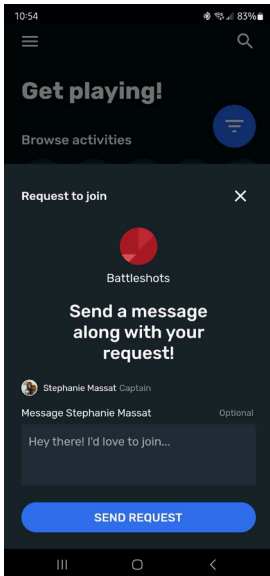 10:54
83%
Get playing!
Browse activities
Request to join
Battleshots
Send a message
along with your
request!
Stephanie Massat Captain
Message Stephanie Massat Optional
Hey there! I'd love to join...
SEND REQUEST